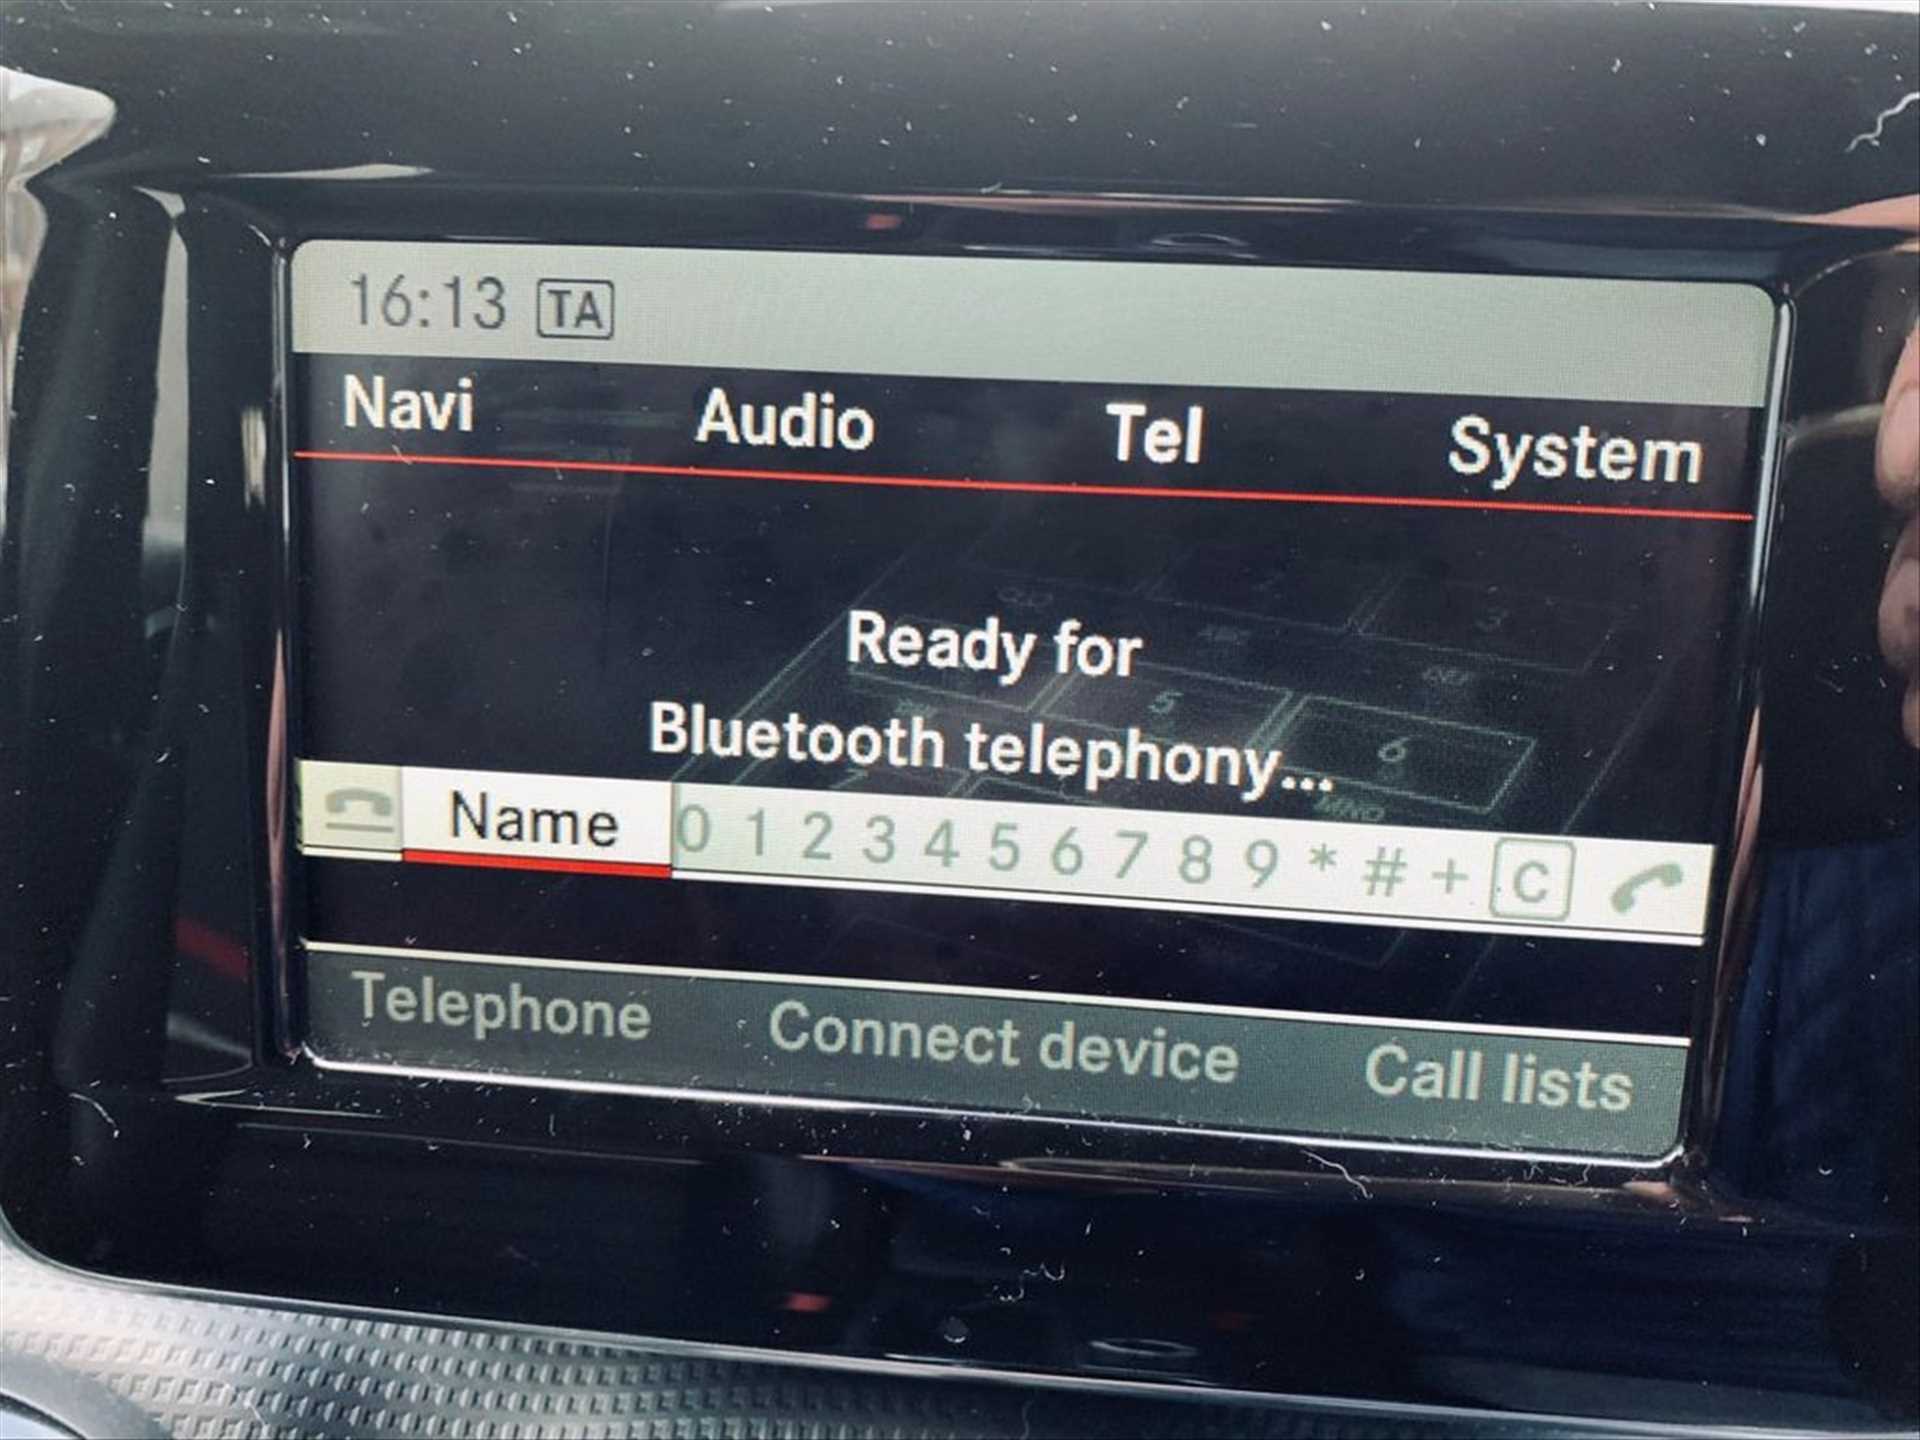 16:13 TA
Navi Audio Tel System
Ready for
Bluetooth telephony...
Name 0 1 2 3 4 5 6 7 8 9 * # + C
Telephone Connect device Call lists